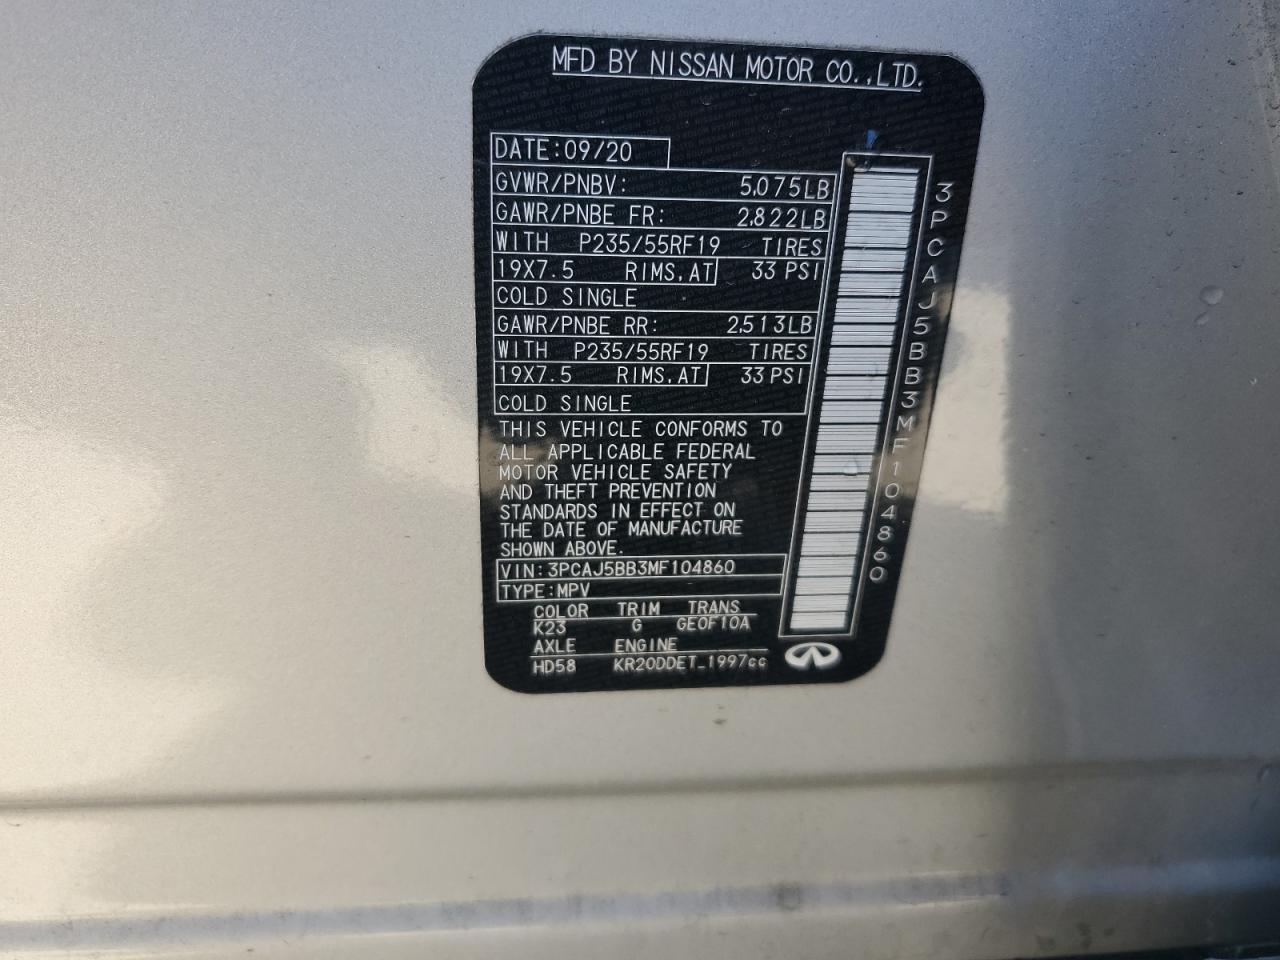 MFD BY NISSAN MOTOR CO.,LTD.
DATE:09/20
GVWR/PNBV: 5,075LB
GAWR/PNBE FR: 2,822LB
WITH P235/55RF19 TIRES
19X7.5 RIMS,AT 33 PSI
COLD SINGLE
GAWR/PNBE RR: 2,513LB
WITH P235/55RF19 TIRES
19X7.5 RIMS,AT 33 PSI
COLD SINGLE
THIS VEHICLE CONFORMS TO
ALL APPLICABLE FEDERAL
MOTOR VEHICLE SAFETY
AND THEFT PREVENTION
STANDARDS IN EFFECT ON
THE DATE OF MANUFACTURE
SHOWN ABOVE.
VIN:3PCAJ5BB3MF104860
TYPE:MPV
COLOR TRIM TRANS
K23 G GE0F10A
AXLE ENGINE
HD58 KR20DDET_1997cc
3PCAJ5BB3MF104860